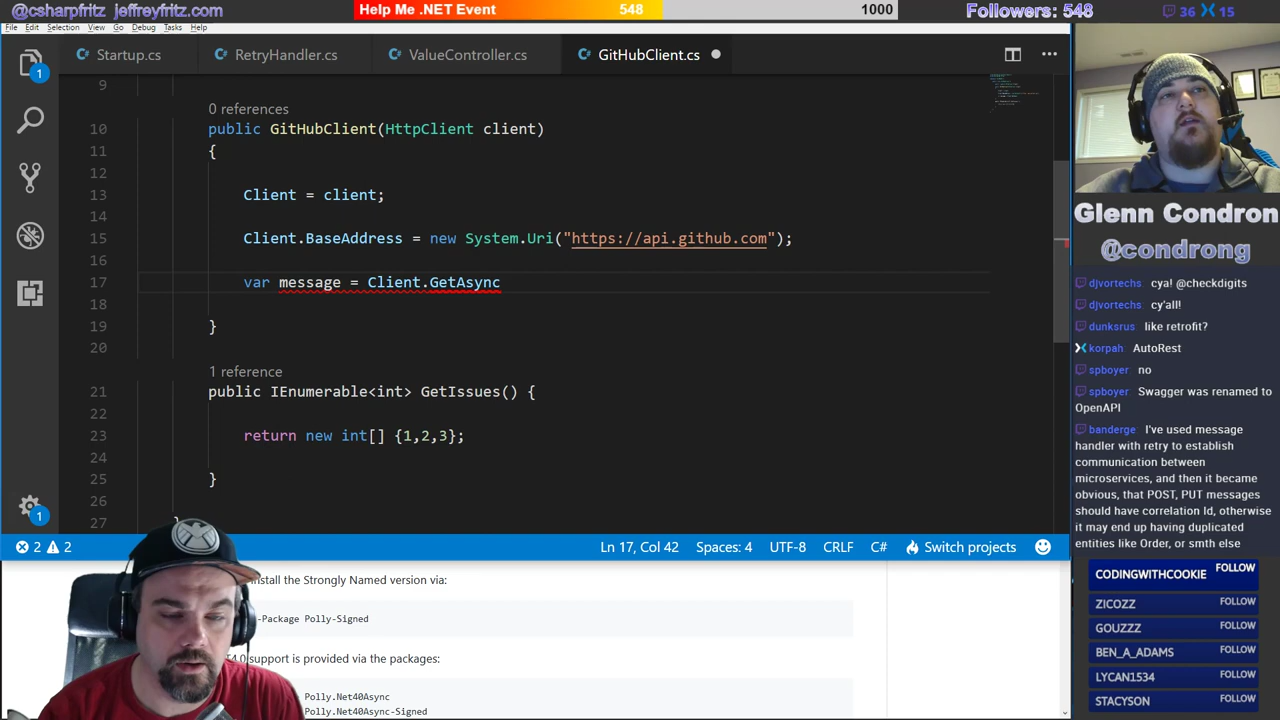 @csharpfritz jeffreyfritz.com
Help Me .NET Event 548 1000
Followers: 548
36 15
File Edit Selection View Go Debug Tasks Help
Startup.cs RetryHandler.cs ValueController.cs GitHubClient.cs
1
9
0 references
10 public GitHubClient(HttpClient client)
11 {
12
13 Client = client;
14
15 Client.BaseAddress = new System.Uri("https://api.github.com");
16
17 var message = Client.GetAsync
18
19 }
20
1 reference
21 public IEnumerable<int> GetIssues() {
22
23 return new int[] {1,2,3};
24
25 }
26
27 }
1
2 2 Ln 17, Col 42 Spaces: 4 UTF-8 CRLF C# Switch projects
install the Strongly Named version via:
-Package Polly-Signed
4.0 support is provided via the packages:
Polly.Net40Async
Polly.Net40Async-Signed
Glenn Condron
@condrong
djvortechs cya! @checkdigits
djvortechs cy'all!
dunksrus like retrofit?
korpah AutoRest
spboyer no
spboyer Swagger was renamed to
OpenAPI
banderge I've used message
handler with retry to establish
communication between
microservices, and then it became
obvious, that POST, PUT messages
should have correlation Id, otherwise
it may end up having duplicated
entities like Order, or smth else
CODINGWITHCOOKIE FOLLOW
ZICOZZ FOLLOW
GOUZZZ FOLLOW
BEN_A_ADAMS FOLLOW
LYCAN1534 FOLLOW
STACYSON FOLLOW